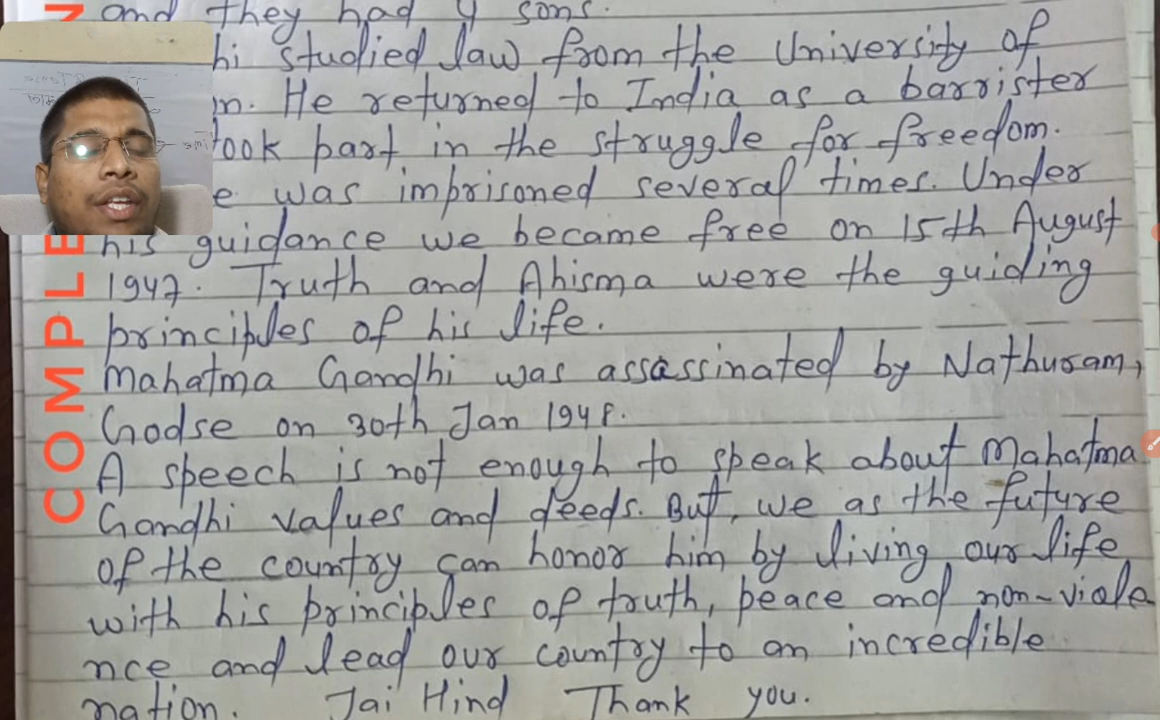 and they had 4 sons.
hi studied law from the University of
n. He returned to India as a barrister
took part in the struggle for freedom.
e was imprisoned several times. Under
his guidance we became free on 15th August
1947. Truth and Ahisma were the guiding
principles of his life.
Mahatma Gandhi was assassinated by Nathuram,
Godse on 30th Jan 1948.
A speech is not enough to speak about Mahatma
Gandhi values and deeds. But, we as the future
of the country can honor him by living our life
with his principles of truth, peace and non-viole
nce and lead our country to an incredible
nation. Jai Hind Thank you.
COMPLE
N